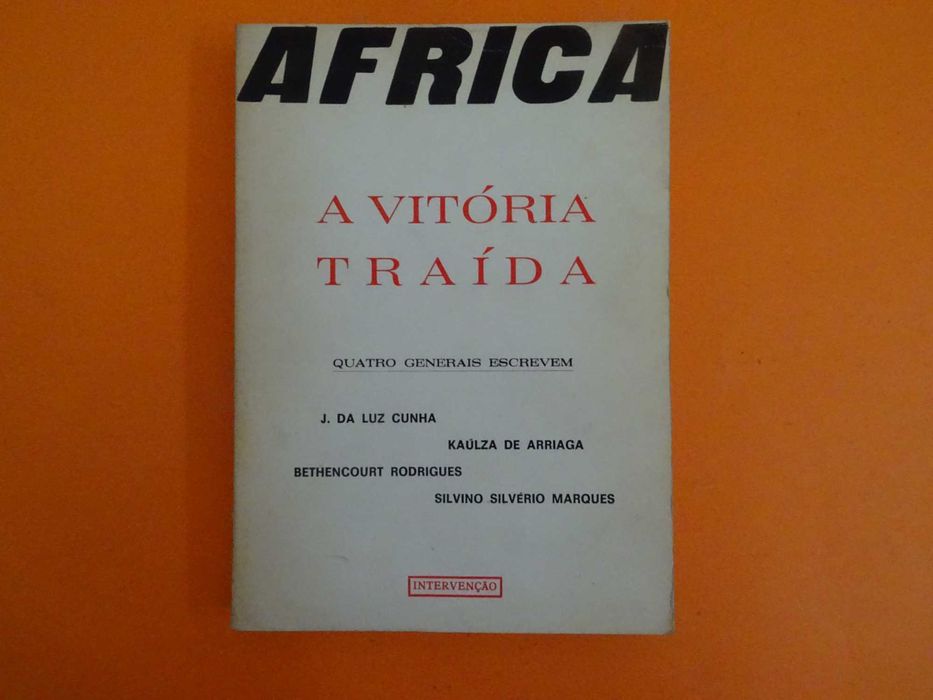 AFRICA
A VITÓRIA
TRAÍDA
QUATRO GENERAIS ESCREVEM
J. DA LUZ CUNHA
KAÚLZA DE ARRIAGA
BETHENCOURT RODRIGUES
SILVINO SILVÉRIO MARQUES
INTERVENÇÃO